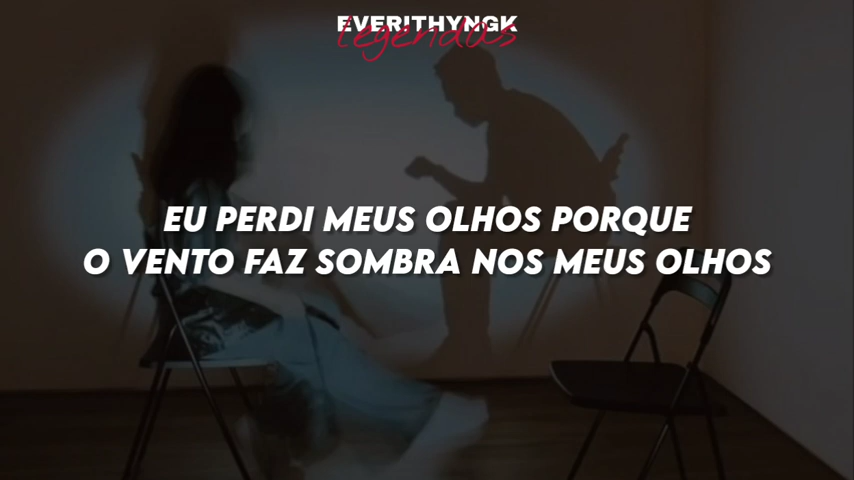 EVERITHYNGK
legendas
EU PERDI MEUS OLHOS PORQUE
O VENTO FAZ SOMBRA NOS MEUS OLHOS